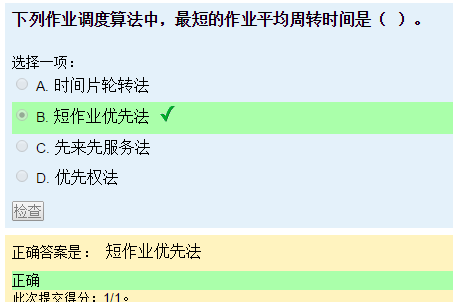 下列作业调度算法中，最短的作业平均周转时间是（ ）。
选择一项：
A. 时间片轮转法
B. 短作业优先法
C. 先来先服务法
D. 优先权法
检查
正确答案是： 短作业优先法
正确
此次提交得分：1/1。